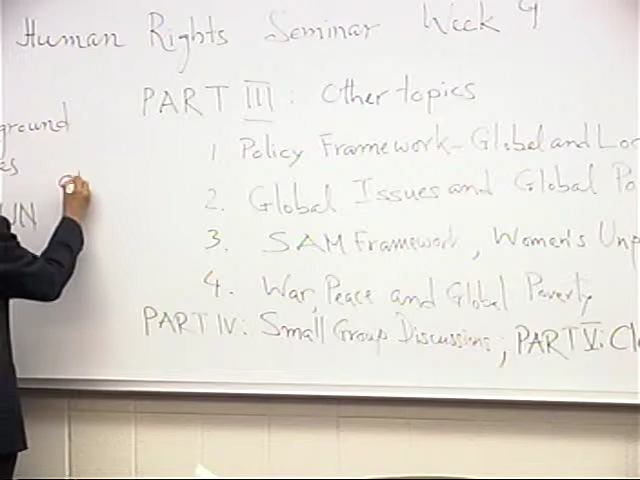 Human Rights Seminar Week 9
ground
PART III: Other topics
es
1 Policy Framework - Global and Loc
2. Global Issues and Global Po
UN
3. SAM Framework, Women's Unp
4. War, Peace and Global Poverty
PART IV: Small Group Discussions; PART V: Cl